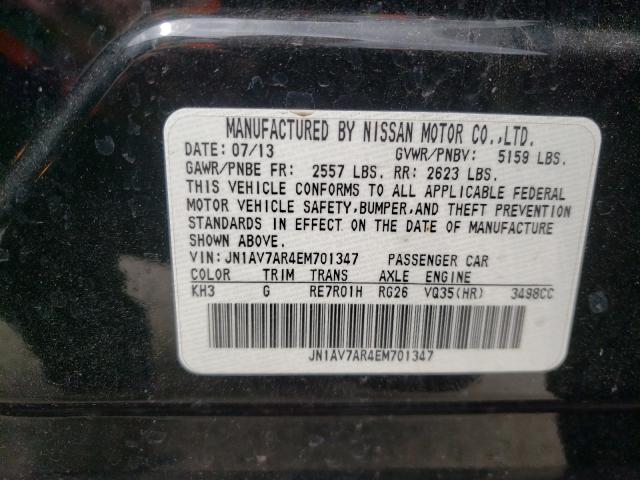 MANUFACTURED BY NISSAN MOTOR CO.,LTD.
DATE: 07/13 GVWR/PNBV: 5159 LBS.
GAWR/PNBE FR: 2557 LBS. RR: 2623 LBS.
THIS VEHICLE CONFORMS TO ALL APPLICABLE FEDERAL
MOTOR VEHICLE SAFETY,BUMPER,AND THEFT PREVENTION
STANDARDS IN EFFECT ON THE DATE OF MANUFACTURE
SHOWN ABOVE.
VIN: JN1AV7AR4EM701347 PASSENGER CAR
COLOR TRIM TRANS AXLE ENGINE
KH3 G RE7R01H RG26 VQ35(HR) 3498CC
JN1AV7AR4EM701347